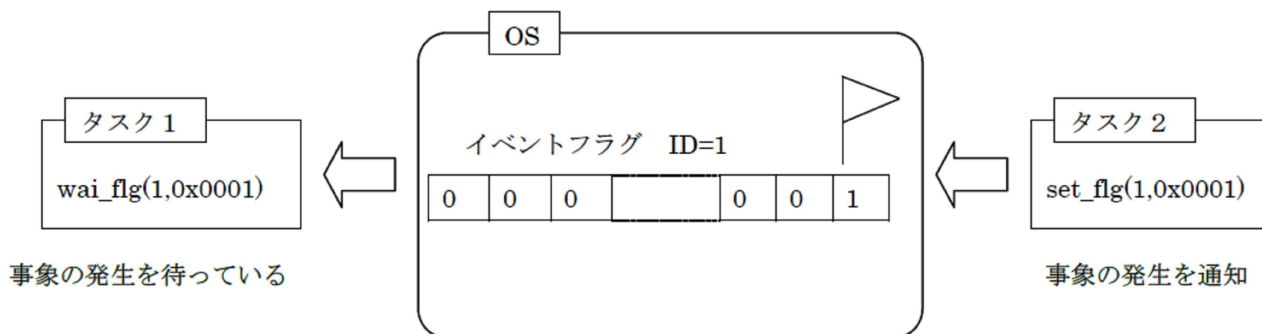 OS
タスク1
wai_flg(1,0x0001)
事象の発生を待っている
イベントフラグ ID=1
0 0 0 0 0 1
タスク2
set_flg(1,0x0001)
事象の発生を通知